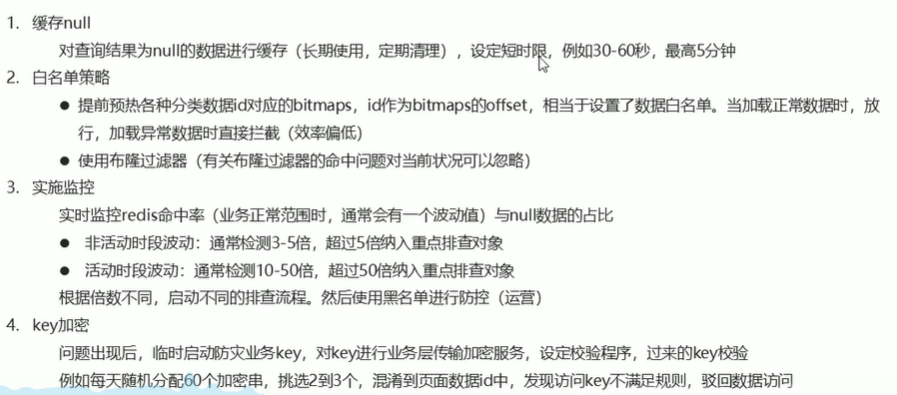 1. 缓存null
对查询结果为null的数据进行缓存（长期使用，定期清理），设定短时限，例如30-60秒，最高5分钟
2. 白名单策略
● 提前预热各种分类数据id对应的bitmaps，id作为bitmaps的offset，相当于设置了数据白名单。当加载正常数据时，放
行，加载异常数据时直接拦截（效率偏低）
● 使用布隆过滤器（有关布隆过滤器的命中问题对当前状况可以忽略）
3. 实施监控
实时监控redis命中率（业务正常范围时，通常会有一个波动值）与null数据的占比
● 非活动时段波动：通常检测3-5倍，超过5倍纳入重点排查对象
● 活动时段波动：通常检测10-50倍，超过50倍纳入重点排查对象
根据倍数不同，启动不同的排查流程。然后使用黑名单进行防控（运营）
4. key加密
问题出现后，临时启动防灾业务key，对key进行业务层传输加密服务，设定校验程序，过来的key校验
例如每天随机分配60个加密串，挑选2到3个，混淆到页面数据id中，发现访问key不满足规则，驳回数据访问